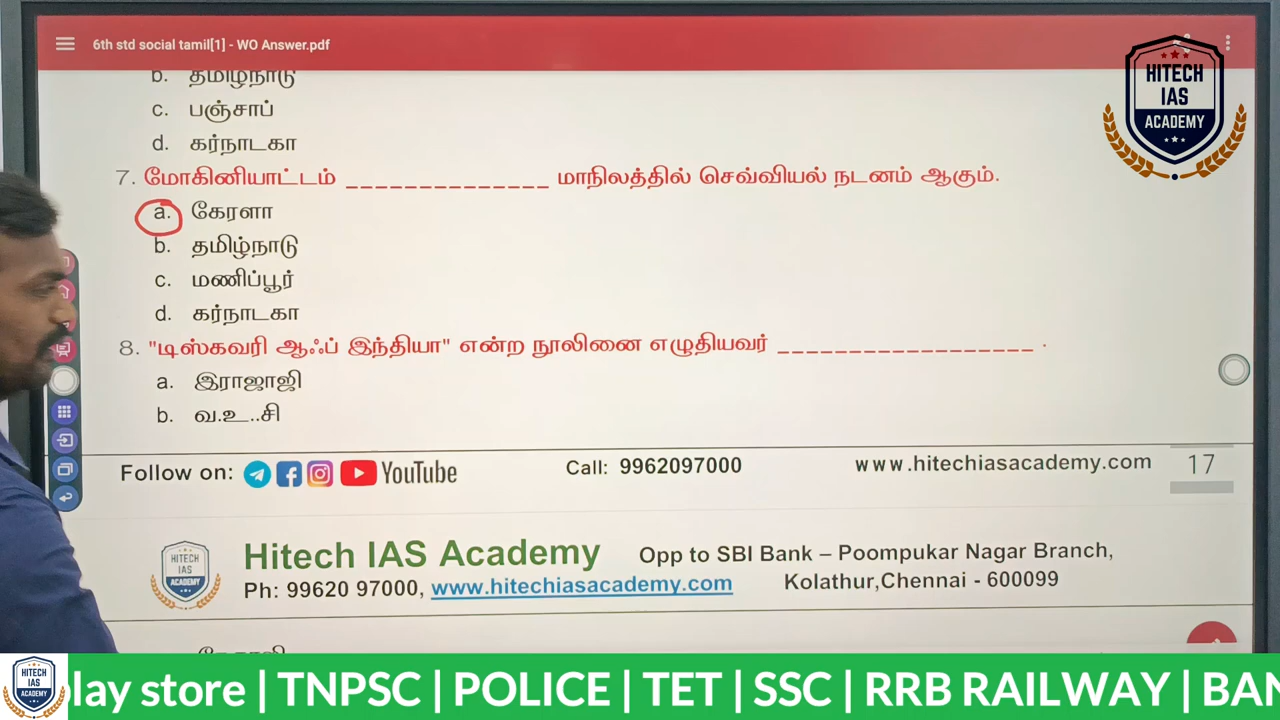 6th std social tamil[1] - WO Answer.pdf
HITECH
IAS
ACADEMY
b. தமிழ்நாடு
c. பஞ்சாப்
d. கர்நாடகா
7. மோகினியாட்டம் ______________ மாநிலத்தில் செவ்வியல் நடனம் ஆகும்.
a. கேரளா
b. தமிழ்நாடு
c. மணிப்பூர்
d. கர்நாடகா
8. "டிஸ்கவரி ஆஃப் இந்தியா" என்ற நூலினை எழுதியவர் __________________ .
a. இராஜாஜி
b. வ.உ..சி
Follow on: YouTube Call: 9962097000 www.hitechiasacademy.com 17
HITECH
IAS
ACADEMY
Hitech IAS Academy Opp to SBI Bank – Poompukar Nagar Branch,
Ph: 99620 97000, www.hitechiasacademy.com Kolathur,Chennai - 600099
HITECH
IAS
ACADEMY
lay store | TNPSC | POLICE | TET | SSC | RRB RAILWAY | BAN